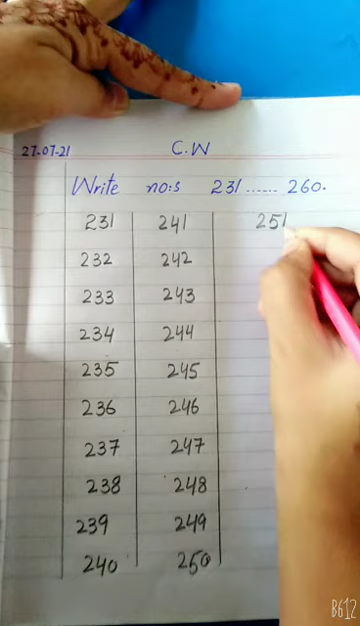 27-07-21 C.W
Write no:s 231 ...... 260.
231 241 251
232 242
233 243
234 244
235 245
236 246
237 247
238 248
239 249
240 250
B612